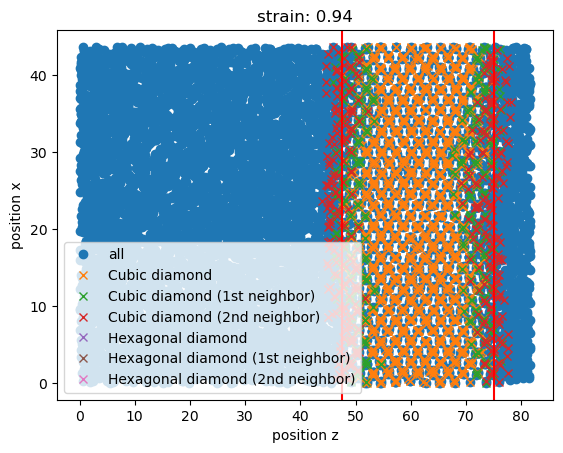 strain: 0.94
position x
40
30
20
10
0
all
Cubic diamond
Cubic diamond (1st neighbor)
Cubic diamond (2nd neighbor)
Hexagonal diamond
Hexagonal diamond (1st neighbor)
Hexagonal diamond (2nd neighbor)
0 10 20 30 40 50 60 70 80
position z